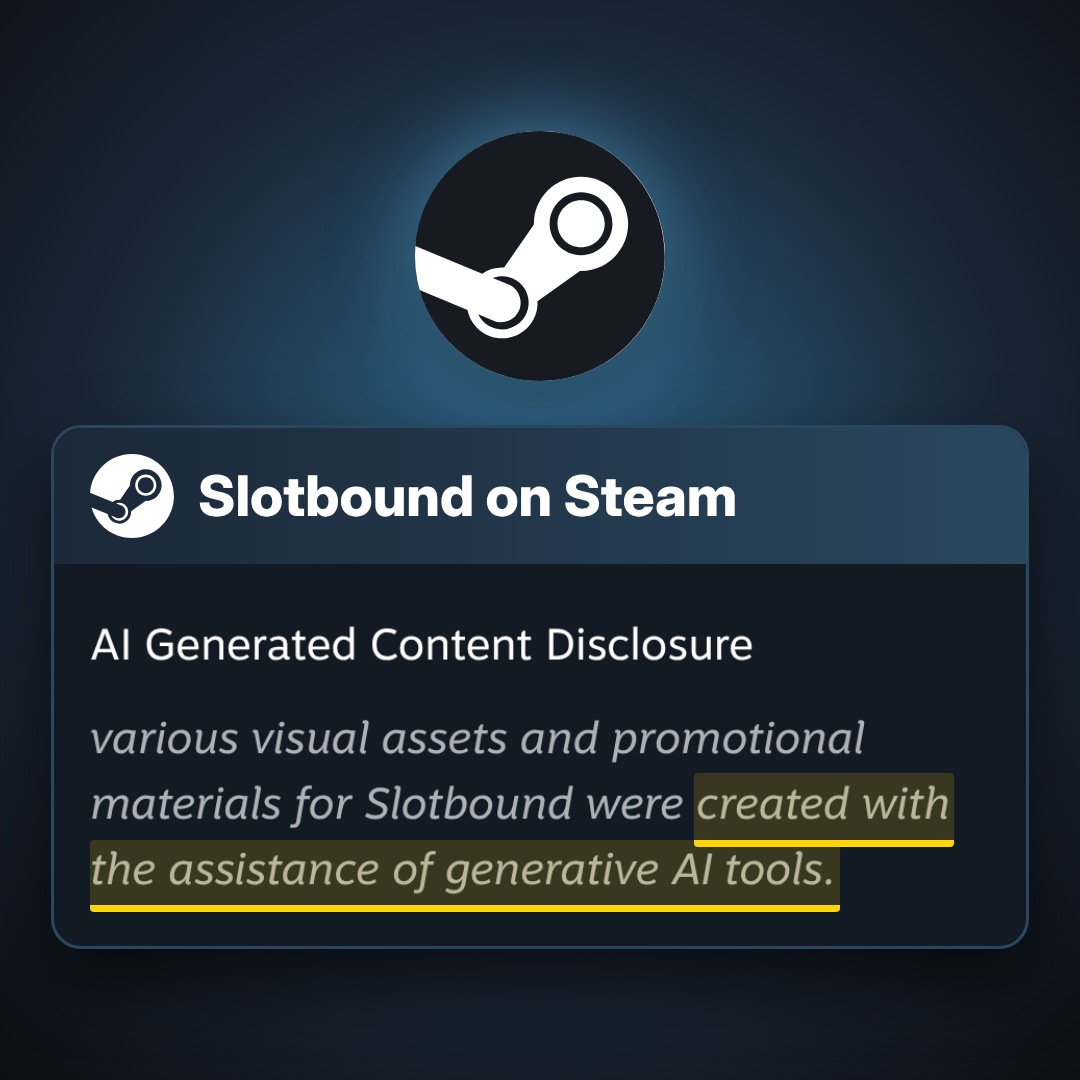 Slotbound on Steam
AI Generated Content Disclosure
various visual assets and promotional
materials for Slotbound were created with
the assistance of generative AI tools.